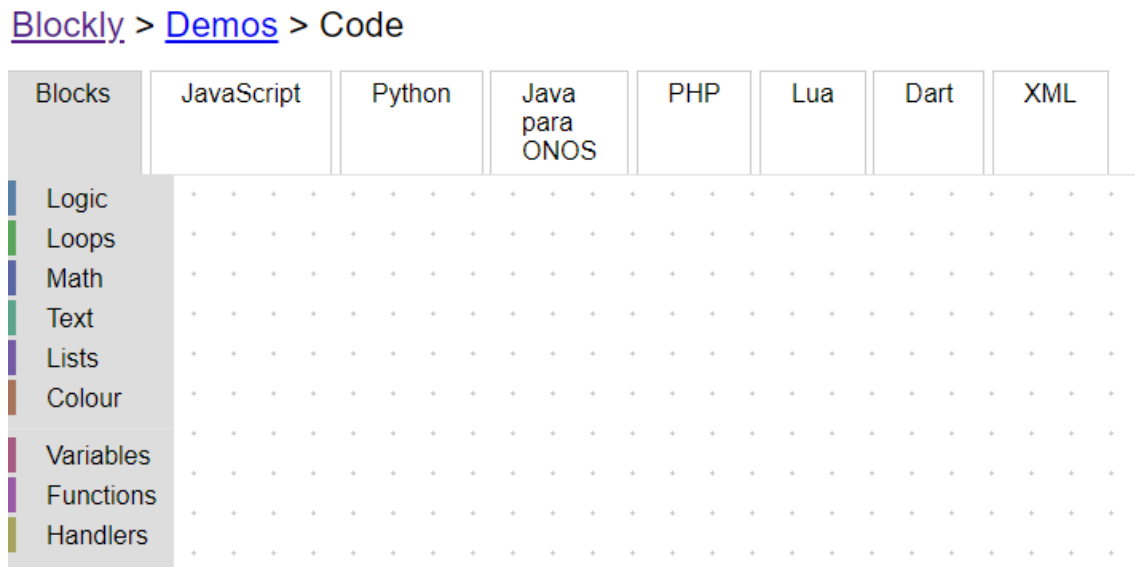 Blockly > Demos > Code
Blocks JavaScript Python Java para ONOS PHP Lua Dart XML
Logic
Loops
Math
Text
Lists
Colour
Variables
Functions
Handlers